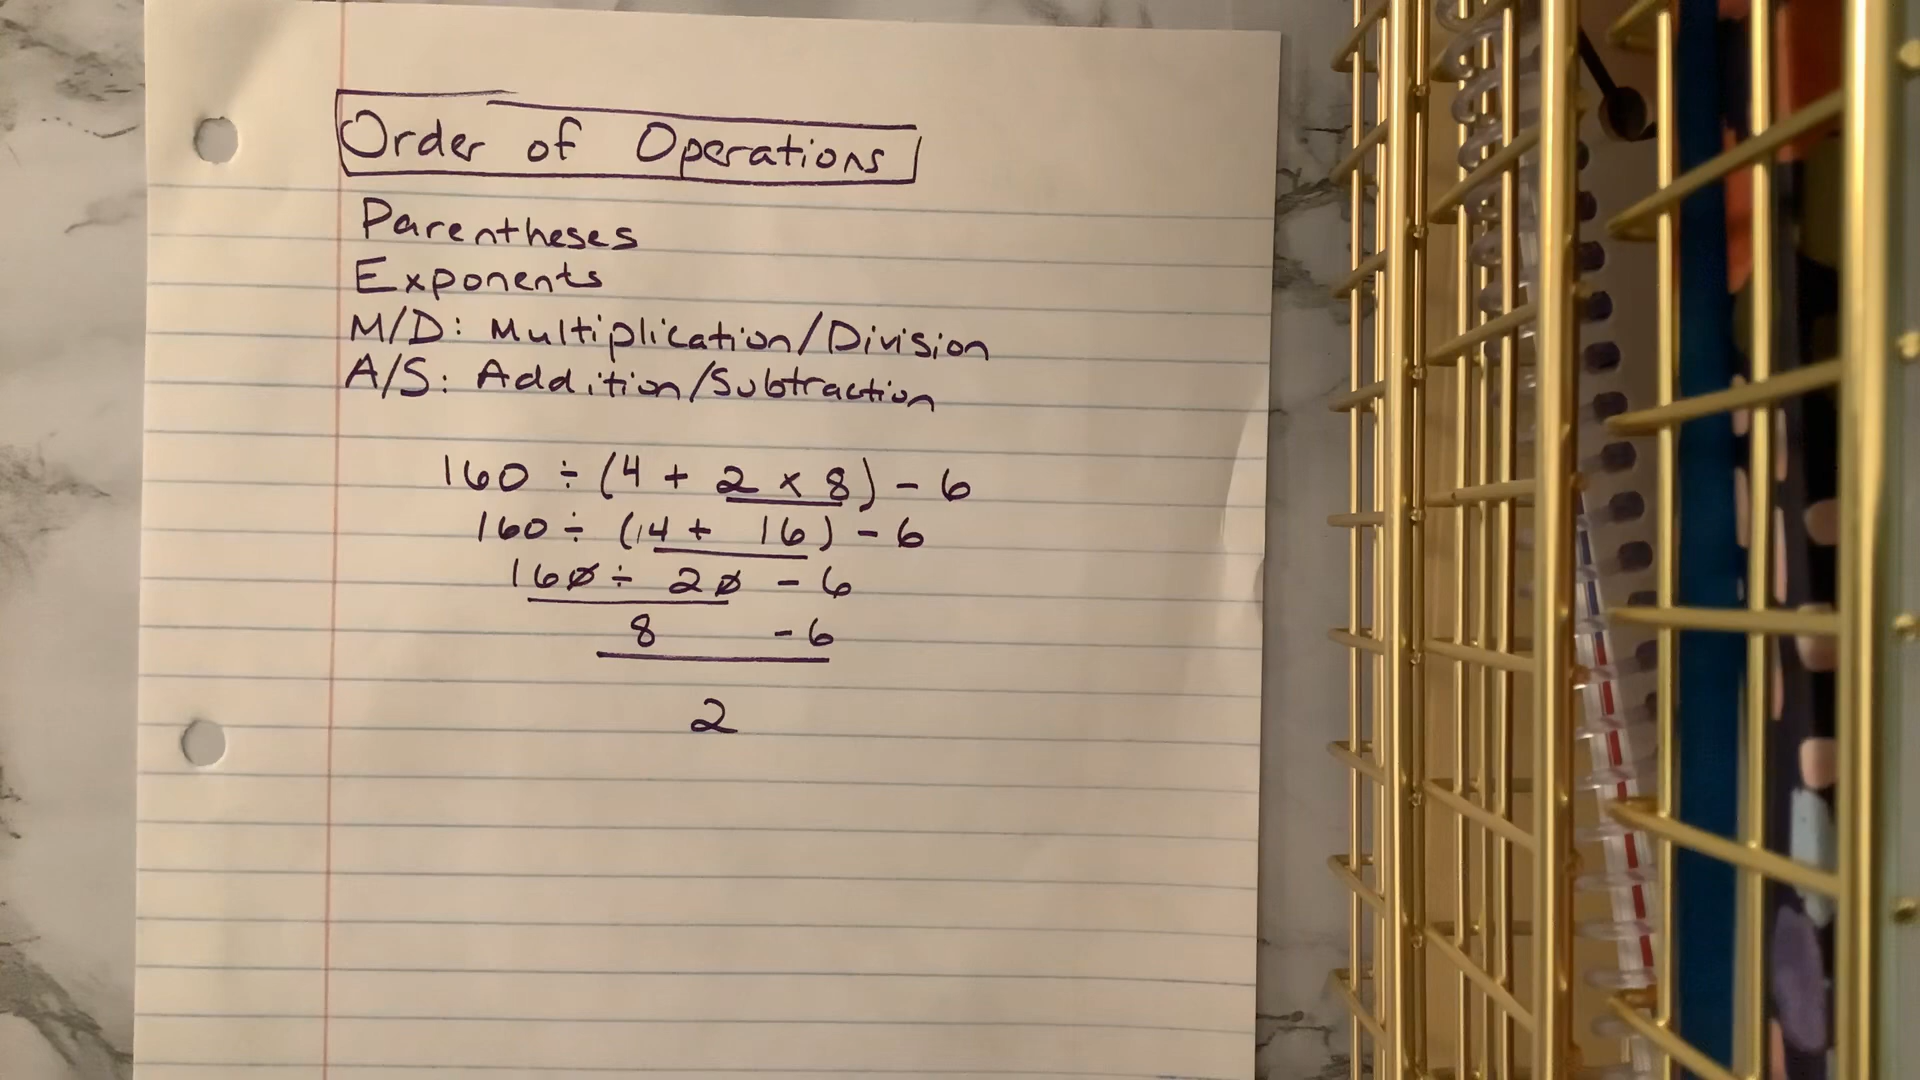 Order of Operations
Parentheses
Exponents
M/D: Multiplication/Division
A/S: Addition/Subtraction
160 ÷ (4 + 2 × 8) - 6
160 ÷ (4 + 16) - 6
160 ÷ 20 - 6
8 - 6
2